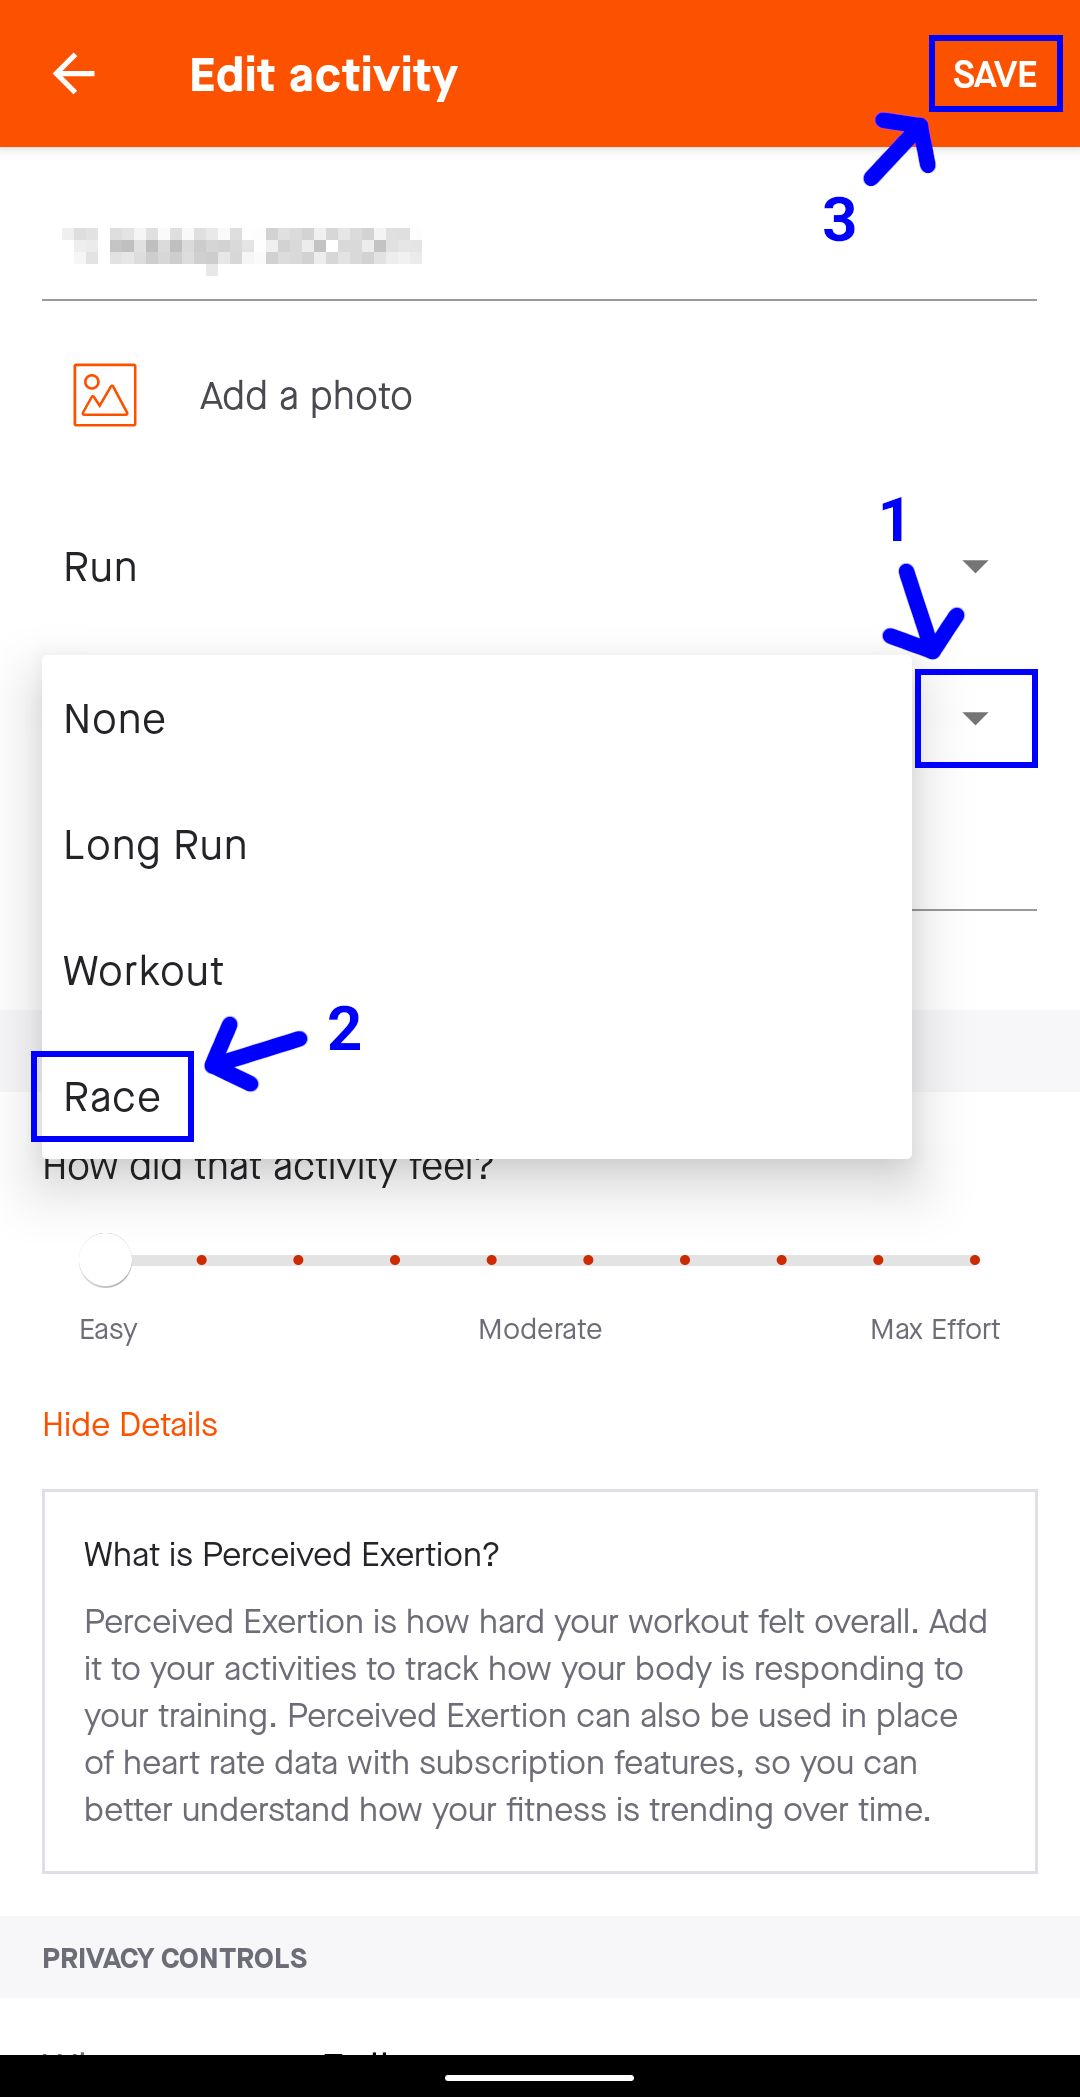 Edit activity
SAVE
3
Add a photo
1
Run
None
Long Run
Workout
2
Race
How did that activity feel?
Easy
Moderate
Max Effort
Hide Details
What is Perceived Exertion?
Perceived Exertion is how hard your workout felt overall. Add
it to your activities to track how your body is responding to
your training. Perceived Exertion can also be used in place
of heart rate data with subscription features, so you can
better understand how your fitness is trending over time.
PRIVACY CONTROLS